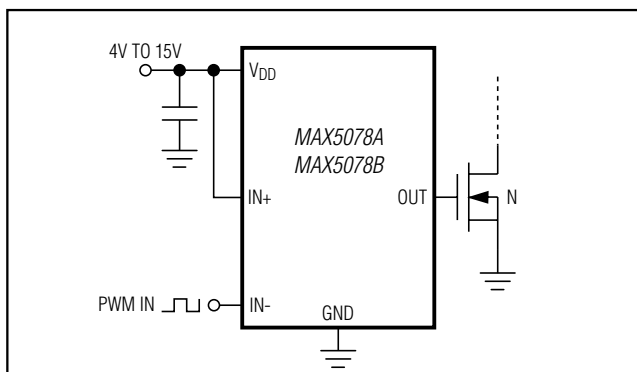 4V TO 15V
VDD
MAX5078A
MAX5078B
IN+
OUT
N
PWM IN
IN-
GND